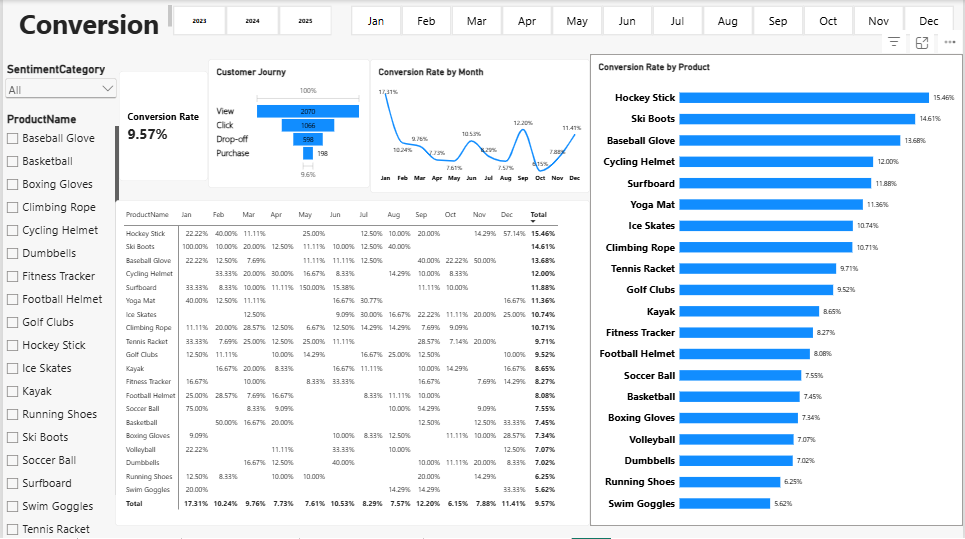 Conversion
2023 2024 2025
Jan Feb Mar Apr May Jun Jul Aug Sep Oct Nov Dec
SentimentCategory
All
ProductName
Baseball Glove
Basketball
Boxing Gloves
Climbing Rope
Cycling Helmet
Dumbbells
Fitness Tracker
Football Helmet
Golf Clubs
Hockey Stick
Ice Skates
Kayak
Running Shoes
Ski Boots
Soccer Ball
Surfboard
Swim Goggles
Tennis Racket
Conversion Rate
9.57%
Customer Journy
100%
View 2070
Click 1066
Drop-off 598
Purchase 198
9.6%
Conversion Rate by Month
17.31%
10.24%
9.76%
7.73%
7.61%
10.53%
8.29%
7.57%
12.20%
6.15%
7.88%
11.41%
Jan Feb Mar Apr May Jun Jul Aug Sep Oct Nov Dec
ProductName Jan Feb Mar Apr May Jun Jul Aug Sep Oct Nov Dec Total
Hockey Stick 22.22% 40.00% 11.11% 25.00% 12.50% 10.00% 20.00% 14.29% 57.14% 15.46%
Ski Boots 100.00% 10.00% 20.00% 12.50% 11.11% 10.00% 12.50% 40.00% 14.61%
Baseball Glove 22.22% 12.50% 7.69% 11.11% 11.11% 12.50% 40.00% 22.22% 50.00% 13.68%
Cycling Helmet 33.33% 20.00% 30.00% 16.67% 8.33% 14.29% 10.00% 8.33% 12.00%
Surfboard 33.33% 8.33% 10.00% 11.11% 150.00% 15.38% 11.11% 10.00% 11.88%
Yoga Mat 40.00% 12.50% 11.11% 16.67% 30.77% 16.67% 11.36%
Ice Skates 12.50% 9.09% 30.00% 16.67% 22.22% 11.11% 20.00% 25.00% 10.74%
Climbing Rope 11.11% 20.00% 28.57% 12.50% 6.67% 12.50% 14.29% 14.29% 7.69% 9.09% 10.71%
Tennis Racket 33.33% 7.69% 25.00% 12.50% 25.00% 11.11% 28.57% 7.14% 20.00% 9.71%
Golf Clubs 12.50% 11.11% 10.00% 14.29% 16.67% 25.00% 12.50% 10.00% 9.52%
Kayak 16.67% 20.00% 8.33% 16.67% 11.11% 10.00% 14.29% 16.67% 8.65%
Fitness Tracker 16.67% 10.00% 8.33% 33.33% 16.67% 7.69% 14.29% 8.27%
Football Helmet 25.00% 28.57% 7.69% 16.67% 8.33% 11.11% 10.00% 8.08%
Soccer Ball 75.00% 8.33% 9.09% 10.00% 14.29% 9.09% 7.55%
Basketball 50.00% 16.67% 20.00% 12.50% 12.50% 33.33% 7.45%
Boxing Gloves 9.09% 10.00% 8.33% 12.50% 11.11% 10.00% 28.57% 7.34%
Volleyball 22.22% 11.11% 33.33% 10.00% 12.50% 7.07%
Dumbbells 16.67% 12.50% 40.00% 10.00% 11.11% 20.00% 8.33% 7.02%
Running Shoes 12.50% 8.33% 10.00% 10.00% 20.00% 14.29% 6.25%
Swim Goggles 20.00% 14.29% 14.29% 33.33% 5.62%
Total 17.31% 10.24% 9.76% 7.73% 7.61% 10.53% 8.29% 7.57% 12.20% 6.15% 7.88% 11.41% 9.57%
Conversion Rate by Product
Hockey Stick 15.46%
Ski Boots 14.61%
Baseball Glove 13.68%
Cycling Helmet 12.00%
Surfboard 11.88%
Yoga Mat 11.36%
Ice Skates 10.74%
Climbing Rope 10.71%
Tennis Racket 9.71%
Golf Clubs 9.52%
Kayak 8.65%
Fitness Tracker 8.27%
Football Helmet 8.08%
Soccer Ball 7.55%
Basketball 7.45%
Boxing Gloves 7.34%
Volleyball 7.07%
Dumbbells 7.02%
Running Shoes 6.25%
Swim Goggles 5.62%